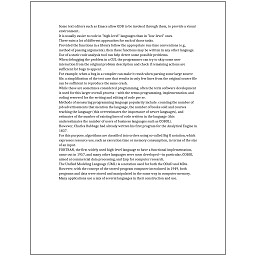 Some text editors such as Emacs allow GDB to be invoked through them, to provide a visual
environment.
It is usually easier to code in "high-level" languages than in "low-level" ones.
There exist a lot of different approaches for each of those tasks.
Provided the functions in a library follow the appropriate run-time conventions (e.g.,
method of passing arguments), then these functions may be written in any other language.
Use of a static code analysis tool can help detect some possible problems.
When debugging the problem in a GUI, the programmer can try to skip some user
interaction from the original problem description and check if remaining actions are
sufficient for bugs to appear.
For example, when a bug in a compiler can make it crash when parsing some large source
file, a simplification of the test case that results in only few lines from the original source file
can be sufficient to reproduce the same crash.
While these are sometimes considered programming, often the term software development
is used for this larger overall process – with the terms programming, implementation, and
coding reserved for the writing and editing of code per se.
Methods of measuring programming language popularity include: counting the number of
job advertisements that mention the language, the number of books sold and courses
teaching the language (this overestimates the importance of newer languages), and
estimates of the number of existing lines of code written in the language (this
underestimates the number of users of business languages such as COBOL).
However, Charles Babbage had already written his first program for the Analytical Engine in
1837.
For this purpose, algorithms are classified into orders using so-called Big O notation, which
expresses resource use, such as execution time or memory consumption, in terms of the size
of an input.
FORTRAN, the first widely used high-level language to have a functional implementation,
came out in 1957, and many other languages were soon developed—in particular, COBOL
aimed at commercial data processing, and Lisp for computer research.
The Unified Modeling Language (UML) is a notation used for both the OOAD and MDA.
However, with the concept of the stored-program computer introduced in 1949, both
programs and data were stored and manipulated in the same way in computer memory.
Many applications use a mix of several languages in their construction and use.